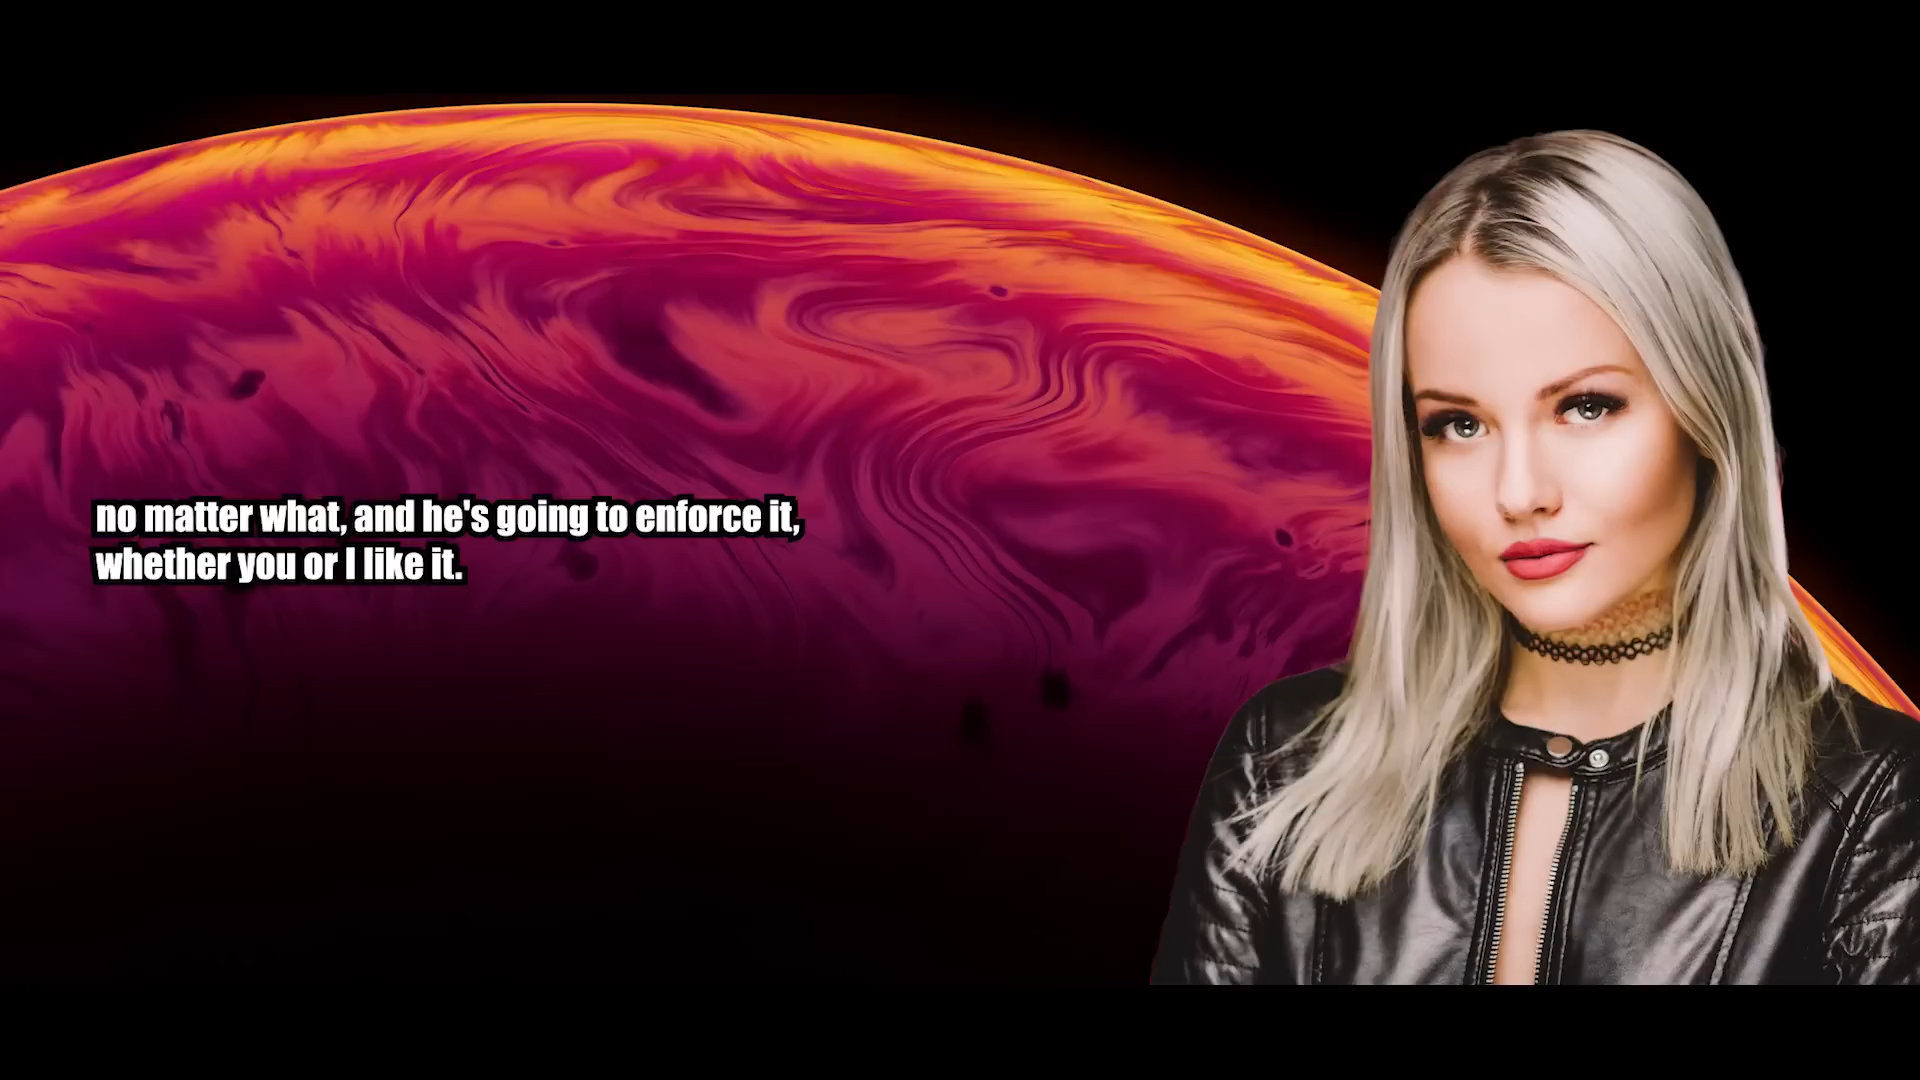 no matter what, and he's going to enforce it,
whether you or I like it.